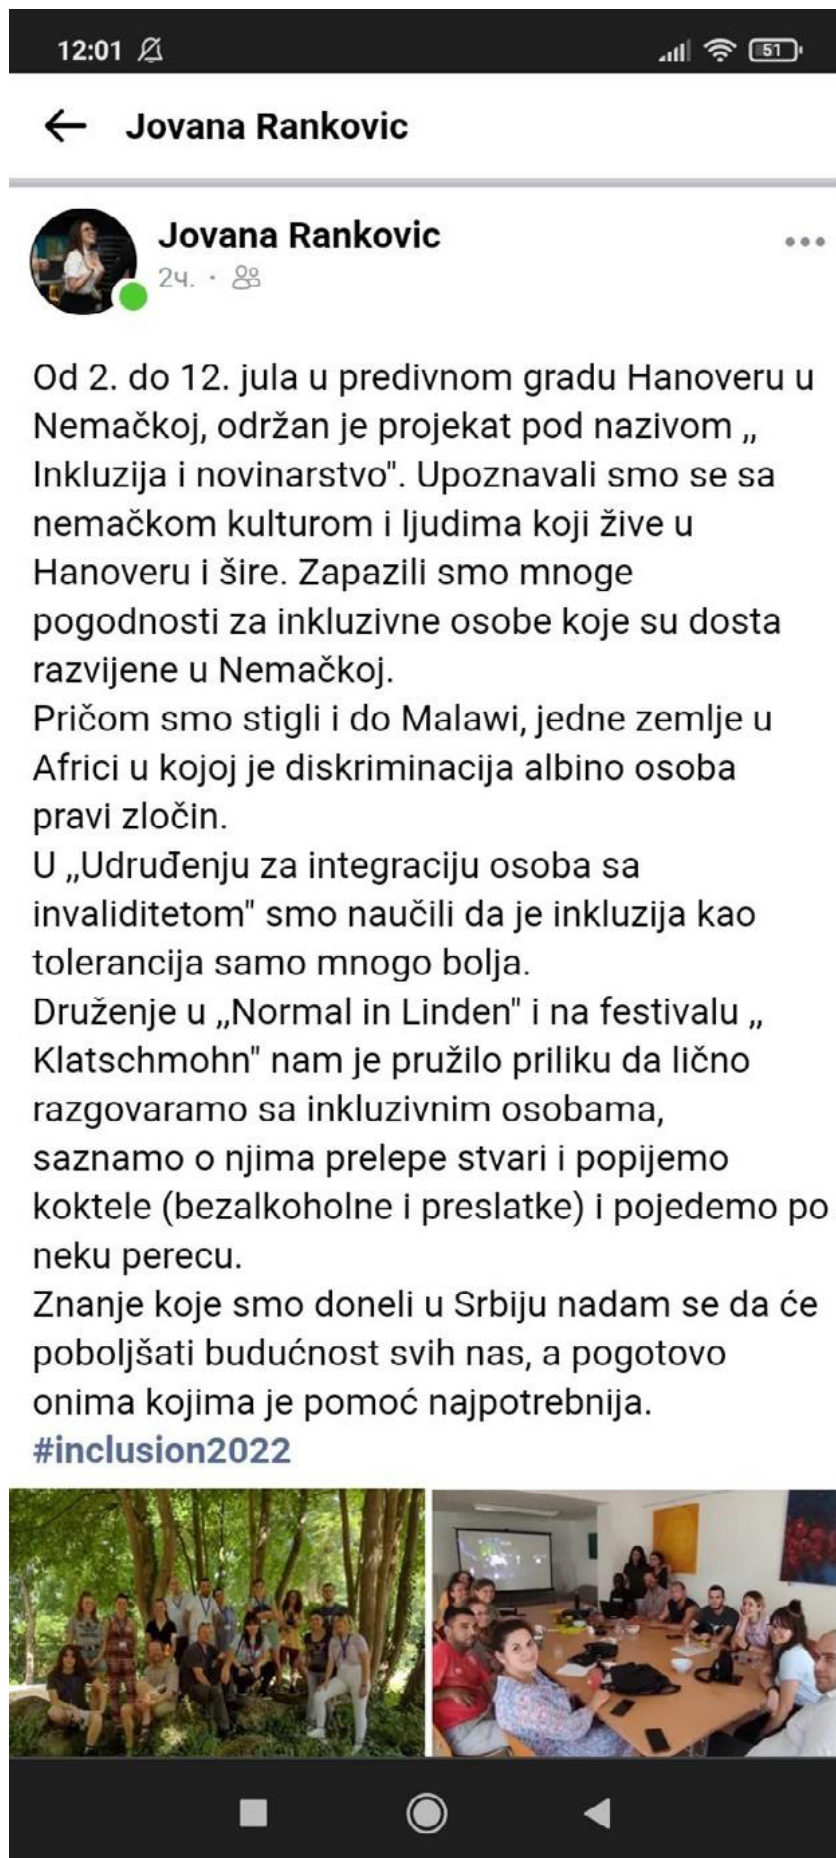 12:01
51
Jovana Rankovic
Jovana Rankovic
2ч.
Od 2. do 12. jula u predivnom gradu Hanoveru u
Nemačkoj, održan je projekat pod nazivom ,,
Inkluzija i novinarstvo". Upoznavali smo se sa
nemačkom kulturom i ljudima koji žive u
Hanoveru i šire. Zapazili smo mnoge
pogodnosti za inkluzivne osobe koje su dosta
razvijene u Nemačkoj.
Pričom smo stigli i do Malawi, jedne zemlje u
Africi u kojoj je diskriminacija albino osoba
pravi zločin.
U ,,Udruđenju za integraciju osoba sa
invaliditetom" smo naučili da je inkluzija kao
tolerancija samo mnogo bolja.
Druženje u ,,Normal in Linden" i na festivalu ,,
Klatschmohn" nam je pružilo priliku da lično
razgovaramo sa inkluzivnim osobama,
saznamo o njima prelepe stvari i popijemo
koktele (bezalkoholne i preslatke) i pojedemo po
neku perecu.
Znanje koje smo doneli u Srbiju nadam se da će
poboljšati budućnost svih nas, a pogotovo
onima kojima je pomoć najpotrebnija.
#inclusion2022